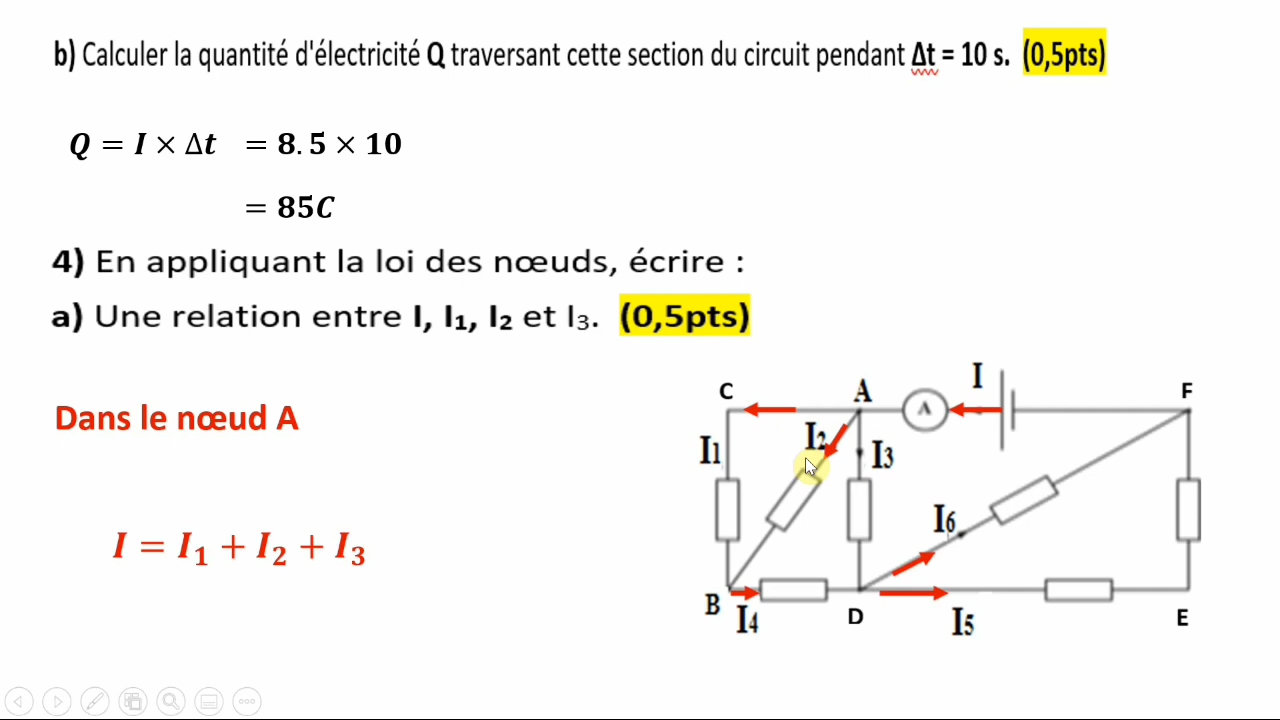 b) Calculer la quantité d'électricité Q traversant cette section du circuit pendant Δt = 10 s. (0,5pts)
Q = I × Δt = 8.5 × 10
= 85C
4) En appliquant la loi des nœuds, écrire :
a) Une relation entre I, I₁, I₂ et I₃. (0,5pts)
Dans le nœud A
I = I₁ + I₂ + I₃
C A I F
A
I1 I2 I3
I6
B I4 D I5 E